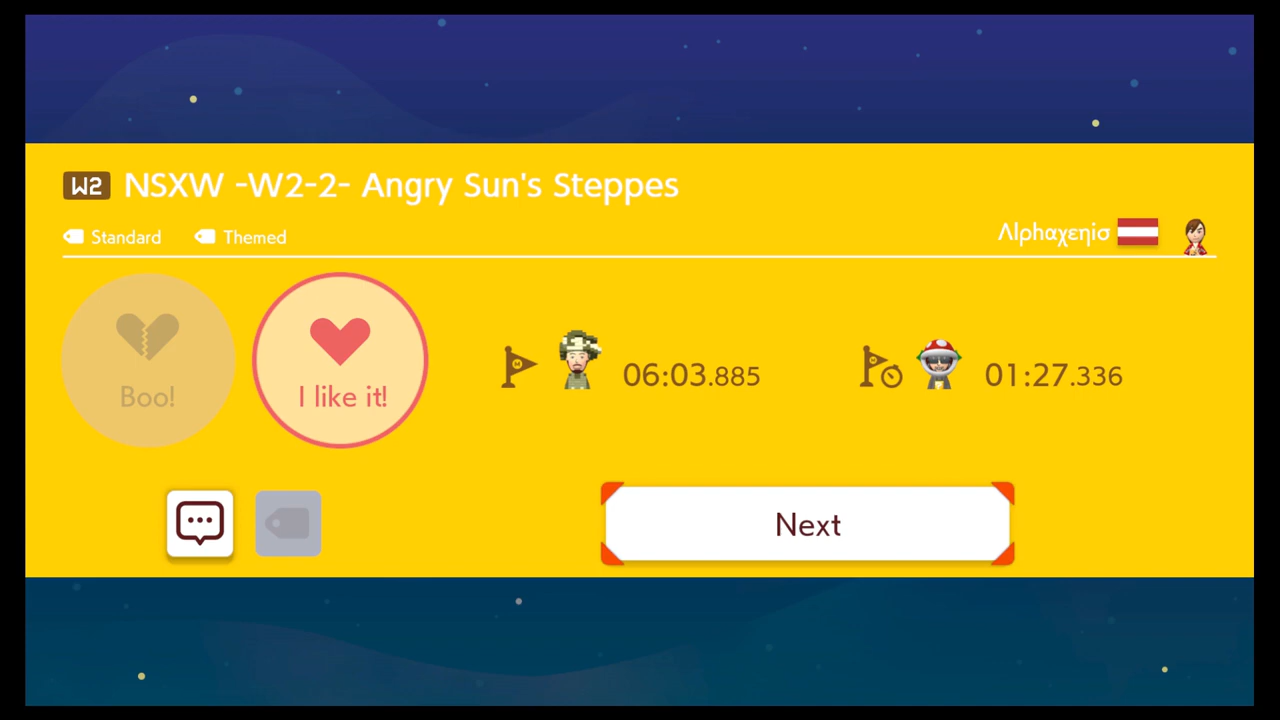 W2 NSXW -W2-2- Angry Sun's Steppes
Standard Themed
Λlphαχεηiσ
Boo!
I like it!
06:03.885
01:27.336
Next